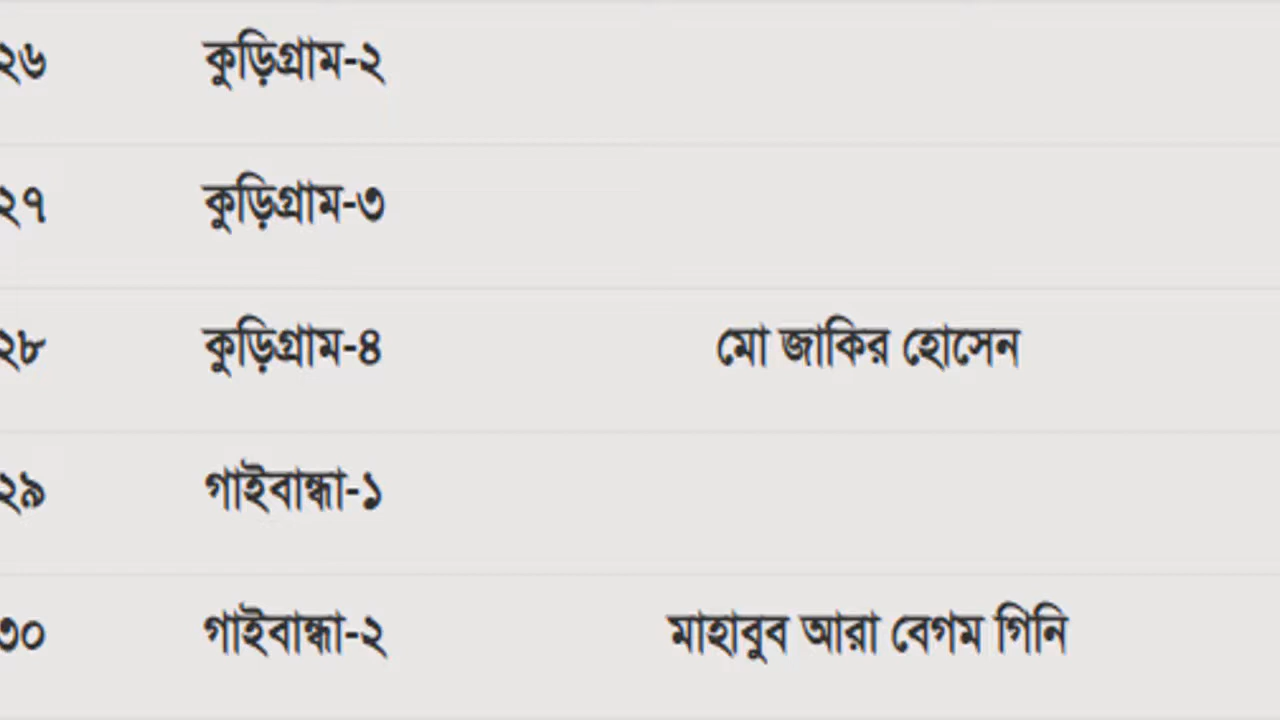 ২৬ কুড়িগ্রাম-২
২৭ কুড়িগ্রাম-৩
২৮ কুড়িগ্রাম-৪ মো জাকির হোসেন
২৯ গাইবান্ধা-১
৩০ গাইবান্ধা-২ মাহাবুব আরা বেগম গিনি